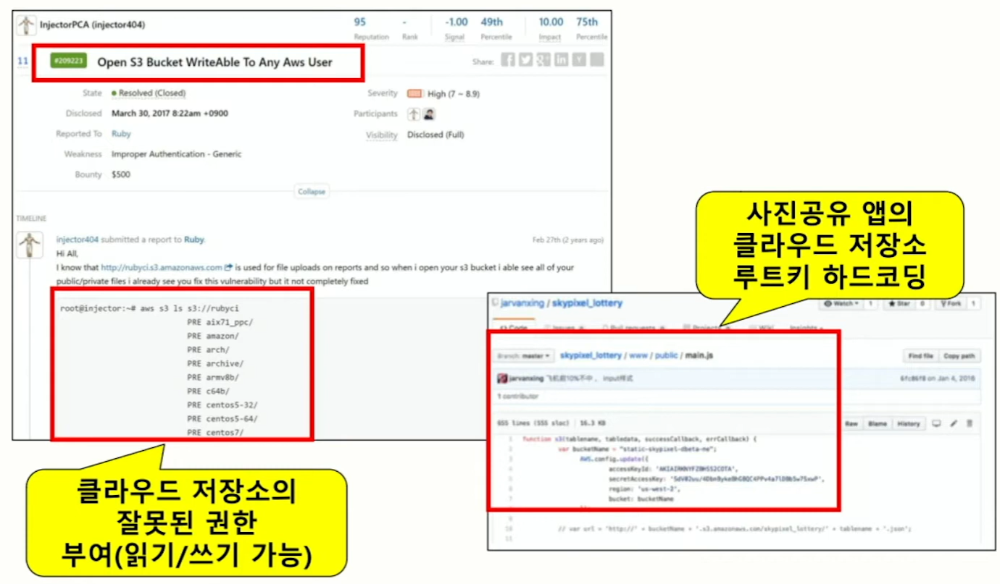 InjectorPCA (injector404)
95 - -1.00 49th 10.00 75th
Reputation Rank Signal Percentile Impact Percentile
11 #209223 Open S3 Bucket WriteAble To Any Aws User Share:
State Resolved (Closed) Severity High (7 ~ 8.9)
Disclosed March 30, 2017 8:22am +0900 Participants
Reported To Ruby Visibility Disclosed (Full)
Weakness Improper Authentication - Generic
Bounty $500
Collapse
TIMELINE
injector404 submitted a report to Ruby. Feb 27th (2 years ago)
Hi All,
I know that http://rubyci.s3.amazonaws.com is used for file uploads on reports and so when i open your s3 bucket i able see all of your
public/private files i already see you fix this vulnerability but it not completely fixed
root@injector:~# aws s3 ls s3://rubyci
PRE aix71_ppc/
PRE amazon/
PRE arch/
PRE archive/
PRE armv8b/
PRE c64b/
PRE centos5-32/
PRE centos5-64/
PRE centos7/
클라우드 저장소의
잘못된 권한
부여(읽기/쓰기 가능)
사진공유 앱의
클라우드 저장소
루트키 하드코딩
jarvanxing / skypixel_lottery
Watch 1 Star 0 Fork 1
Code Issues Pull requests Projects Wiki Insights
Branch: master skypixel_lottery / www / public / main.js Find file Copy path
jarvanxing 飞机前10%不中， input样式 6fc86f8 on Jan 4, 2016
1 contributor
655 lines (555 sloc) 16.3 KB Raw Blame History
1 function s3(tablename, tabledata, successCallback, errCallback) {
2 var bucketName = "static-skypixel-dbeta-me";
3 AWS.config.update({
4 accessKeyId:
5 secretAccessKey:
6 region: 'us-west-2',
7 bucket: bucketName
9
10 // var url = 'http://' + bucketName + '.s3.amazonaws.com/skypixel_lottery/' + tablename + '.json';
11